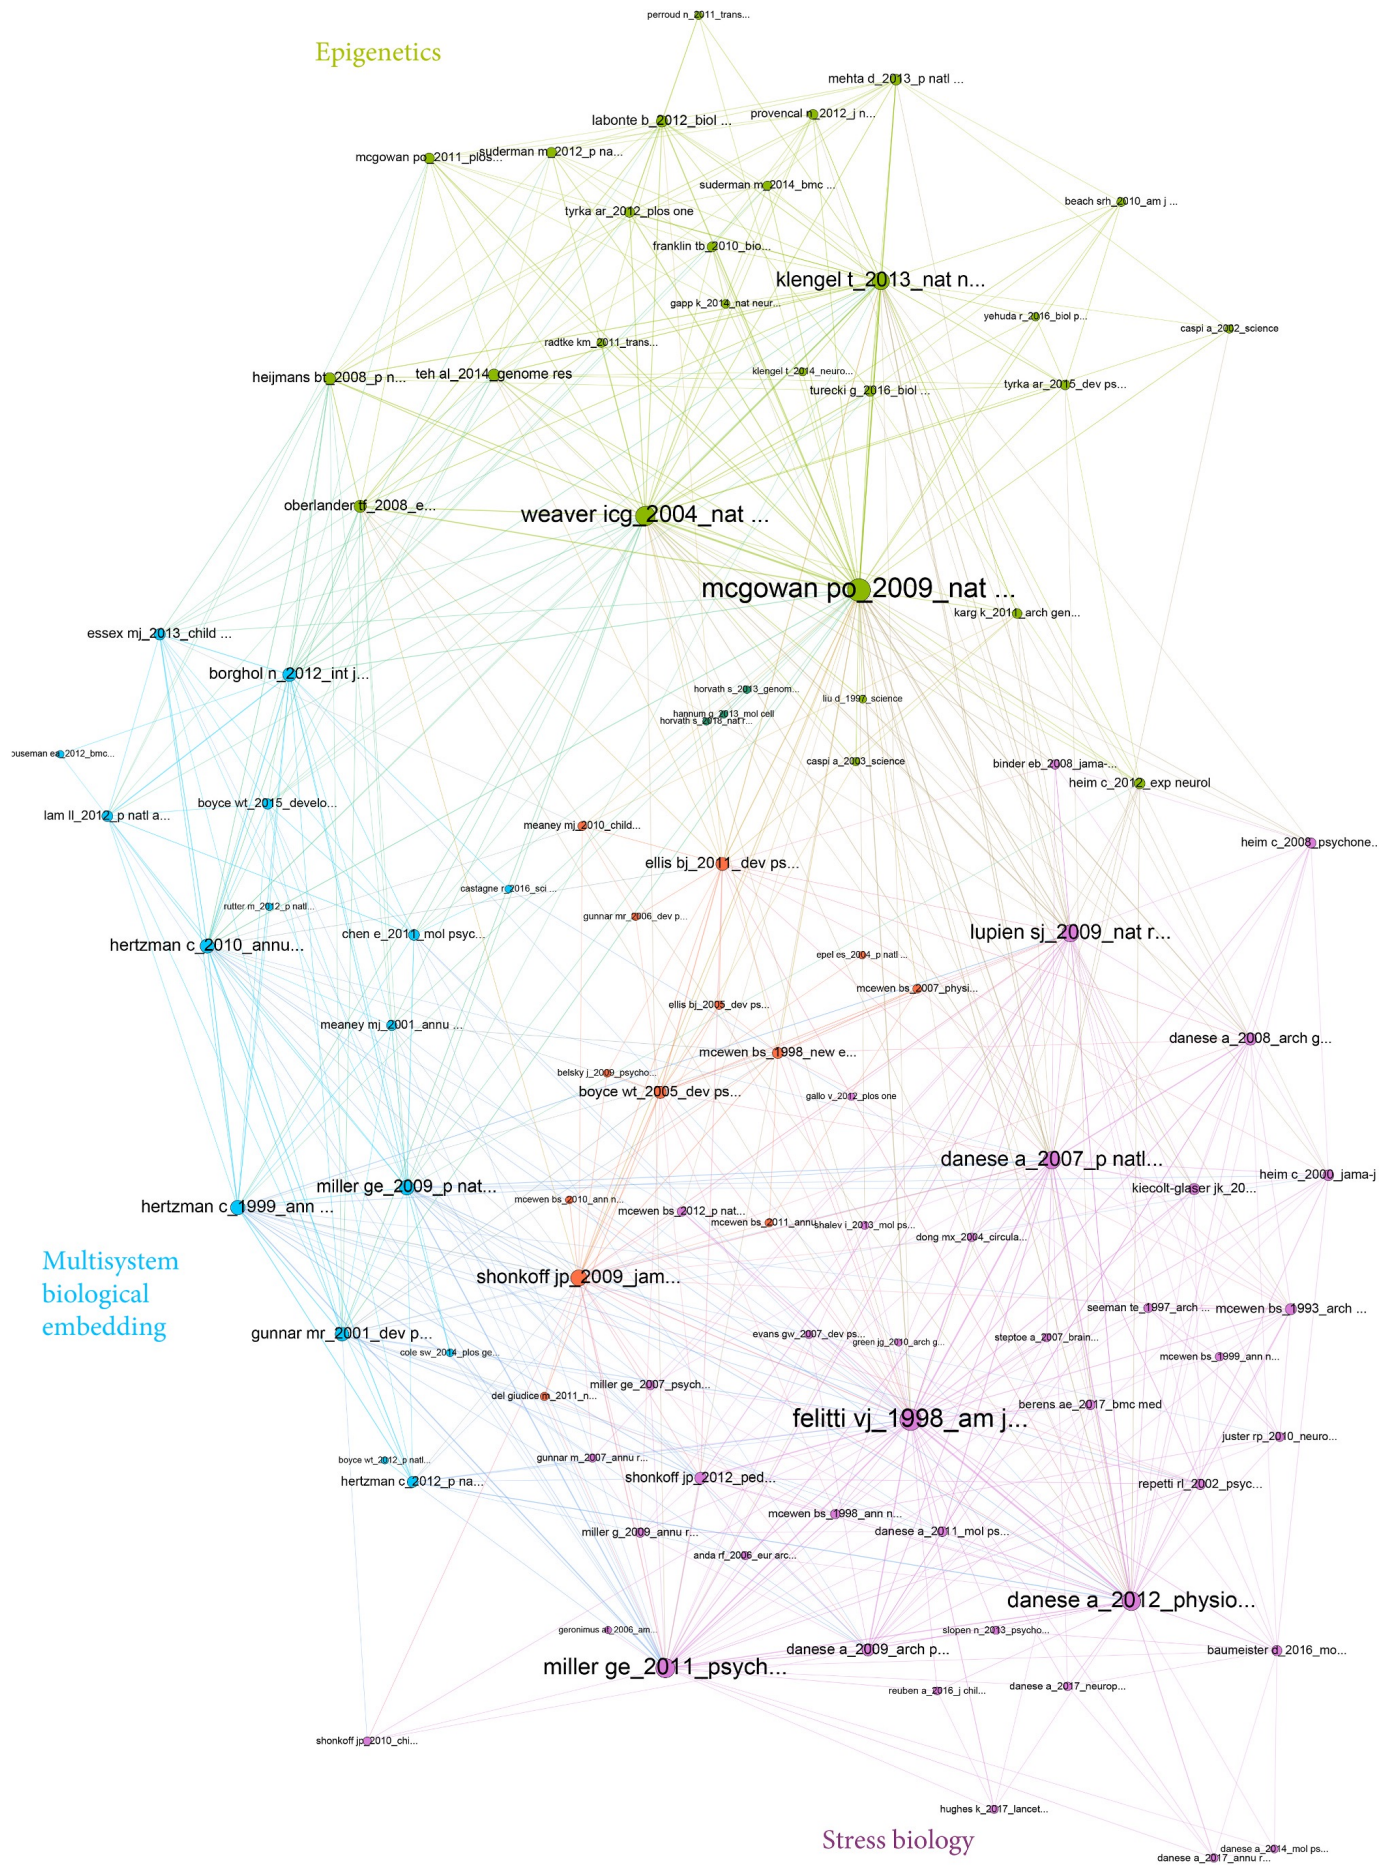 perroud n_2011_trans...
Epigenetics
mehta d_2013_p natl ...
provencal n_2012_j n...
labonte b_2012_biol ...
suderman m_2012_p na...
mcgowan po_2011_plos...
suderman m_2014_bmc ...
beach srh_2010_am j ...
tyrka ar_2012_plos one
franklin tb_2010_bio...
klengel t_2013_nat n...
gapp k_2014_nat neur...
yehuda r_2016_biol p...
caspi a_2002_science
radtke km_2011_trans...
klengel t_2014_neuro...
heijmans bt_2008_p n...
teh al_2014_genome res
turecki g_2016_biol ...
tyrka ar_2015_dev ps...
oberlander tf_2008_e...
weaver icg_2004_nat ...
mcgowan po_2009_nat ...
karg k_2011_arch gen...
essex mj_2013_child ...
borghol n_2012_int j...
horvath s_2013_genom...
liu d_1997_science
hannum g_2013_mol cell
horvath s_2018_nat r...
ouseman ea_2012_bmc...
caspi a_2003_science
binder eb_2008_jama-...
heim c_2012_exp neurol
boyce wt_2015_develo...
lam ll_2012_p natl a...
meaney mj_2010_child...
heim c_2008_psychone..
ellis bj_2011_dev ps...
castagne r_2016_sci ...
rutter m_2012_p natl...
gunnar mr_2006_dev p...
chen e_2011_mol psyc...
lupien sj_2009_nat r...
hertzman c_2010_annu...
epel es_2004_p natl ...
mcewen bs_2007_physi...
ellis bj_2005_dev ps...
meaney mj_2001_annu ...
danese a_2008_arch g...
mcewen bs_1998_new e...
belsky j_2009_psycho...
boyce wt_2005_dev ps...
gallo v_2012_plos one
danese a_2007_p natl...
heim c_2000_jama-j
miller ge_2009_p nat...
kiecolt-glaser jk_20...
mcewen bs_2010_ann n...
hertzman c_1999_ann ...
mcewen bs_2012_p nat...
mcewen bs_2011_annu
shalev i_2013_mol ps...
dong mx_2004_circula...
Multisystem
biological
embedding
shonkoff jp_2009_jam...
seeman te_1997_arch ...
mcewen bs_1993_arch ...
gunnar mr_2001_dev p...
evans gw_2007_dev ps...
green jg_2010_arch g...
steptoe a_2007_brain...
cole sw_2014_plos ge...
mcewen bs_1999_ann n...
miller ge_2007_psych...
del giudice m_2011_n...
berens ae_2017_bmc med
felitti vj_1998_am j...
juster rp_2010_neuro...
boyce wt_2012_p natl...
gunnar m_2007_annu r...
hertzman c_2012_p na...
shonkoff jp_2012_ped...
repetti rl_2002_psyc...
mcewen bs_1998_ann n...
miller g_2009_annu r...
danese a_2011_mol ps...
anda rf_2006_eur arc...
danese a_2012_physio...
geronimus at_2006_am...
slopen n_2013_psycho...
danese a_2009_arch p...
baumeister d_2016_mo...
miller ge_2011_psych...
danese a_2017_neurop...
reuben a_2016_j chil...
shonkoff jp_2010_chi...
hughes k_2017_lancet...
Stress biology
danese a_2014_mol ps...
danese a_2017_annu r...